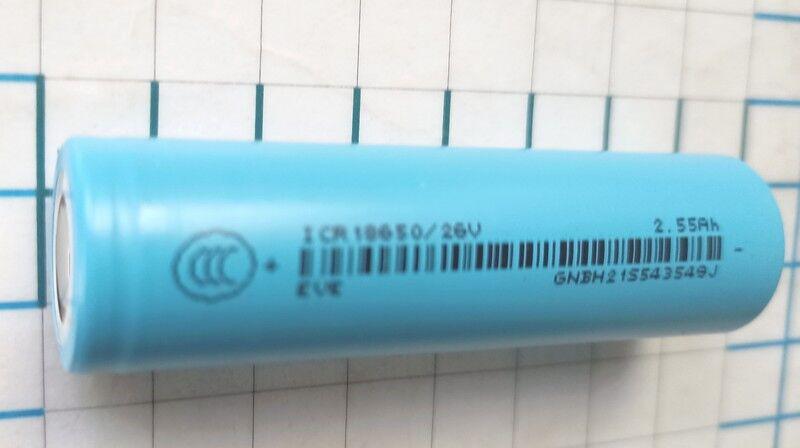 ICR18650/26V 2.55Ah
CCC + -
EVE GNBH21S543549J